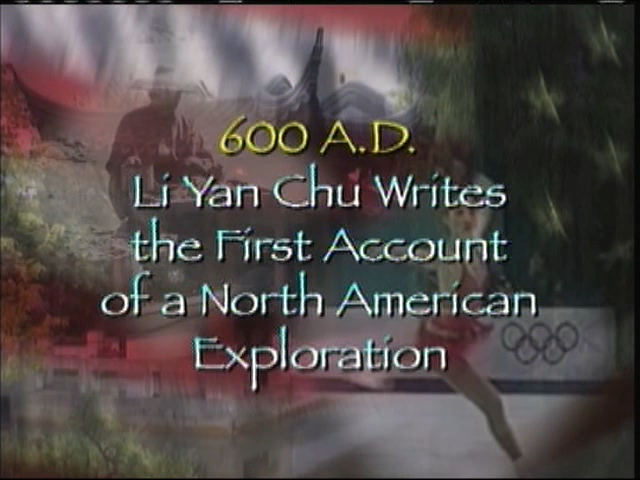 600 A.D.
Li Yan Chu Writes
the First Account
of a North American
Exploration